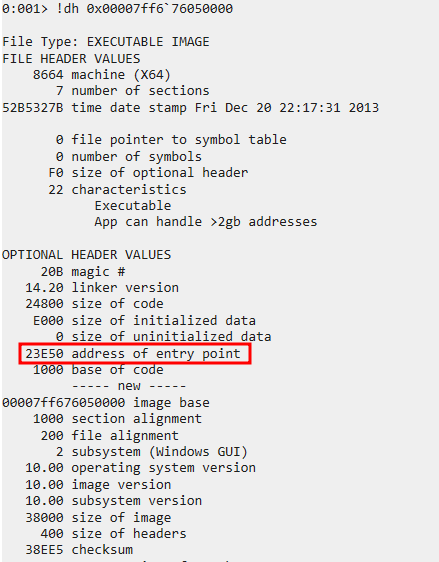 0:001> !dh 0x00007ff6`76050000
File Type: EXECUTABLE IMAGE
FILE HEADER VALUES
8664 machine (X64)
7 number of sections
52B5327B time date stamp Fri Dec 20 22:17:31 2013
0 file pointer to symbol table
0 number of symbols
F0 size of optional header
22 characteristics
Executable
App can handle >2gb addresses
OPTIONAL HEADER VALUES
20B magic #
14.20 linker version
24800 size of code
E000 size of initialized data
0 size of uninitialized data
23E50 address of entry point
1000 base of code
----- new -----
00007ff676050000 image base
1000 section alignment
200 file alignment
2 subsystem (Windows GUI)
10.00 operating system version
10.00 image version
10.00 subsystem version
38000 size of image
400 size of headers
38EE5 checksum